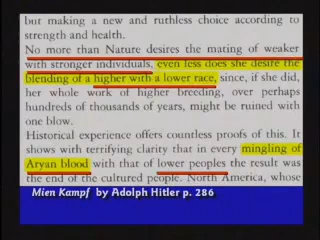 but making a new and ruthless choice according to
strength and health.
No more than Nature desires the mating of weaker
with stronger individuals, even less does she desire the
blending of a higher with a lower race, since, if she did,
her whole work of higher breeding, over perhaps
hundreds of thousands of years, might be ruined with
one blow.
Historical experience offers countless proofs of this. It
shows with terrifying clarity that in every mingling of
Aryan blood with that of lower peoples the result was
the end of the cultured people. North America, whose
Mien Kampf by Adolph Hitler p. 286